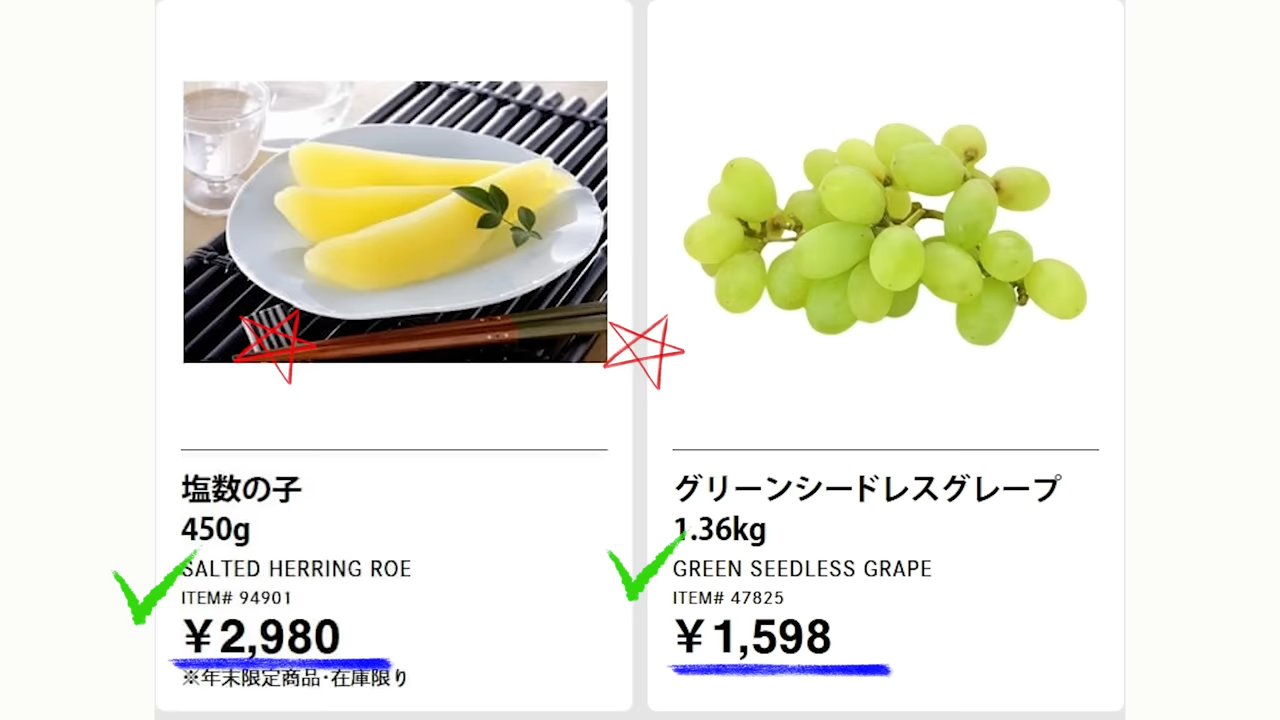 塩数の子
450g
SALTED HERRING ROE
ITEM# 94901
¥2,980
※年末限定商品・在庫限り
グリーンシードレスグレープ
1.36kg
GREEN SEEDLESS GRAPE
ITEM# 47825
¥1,598